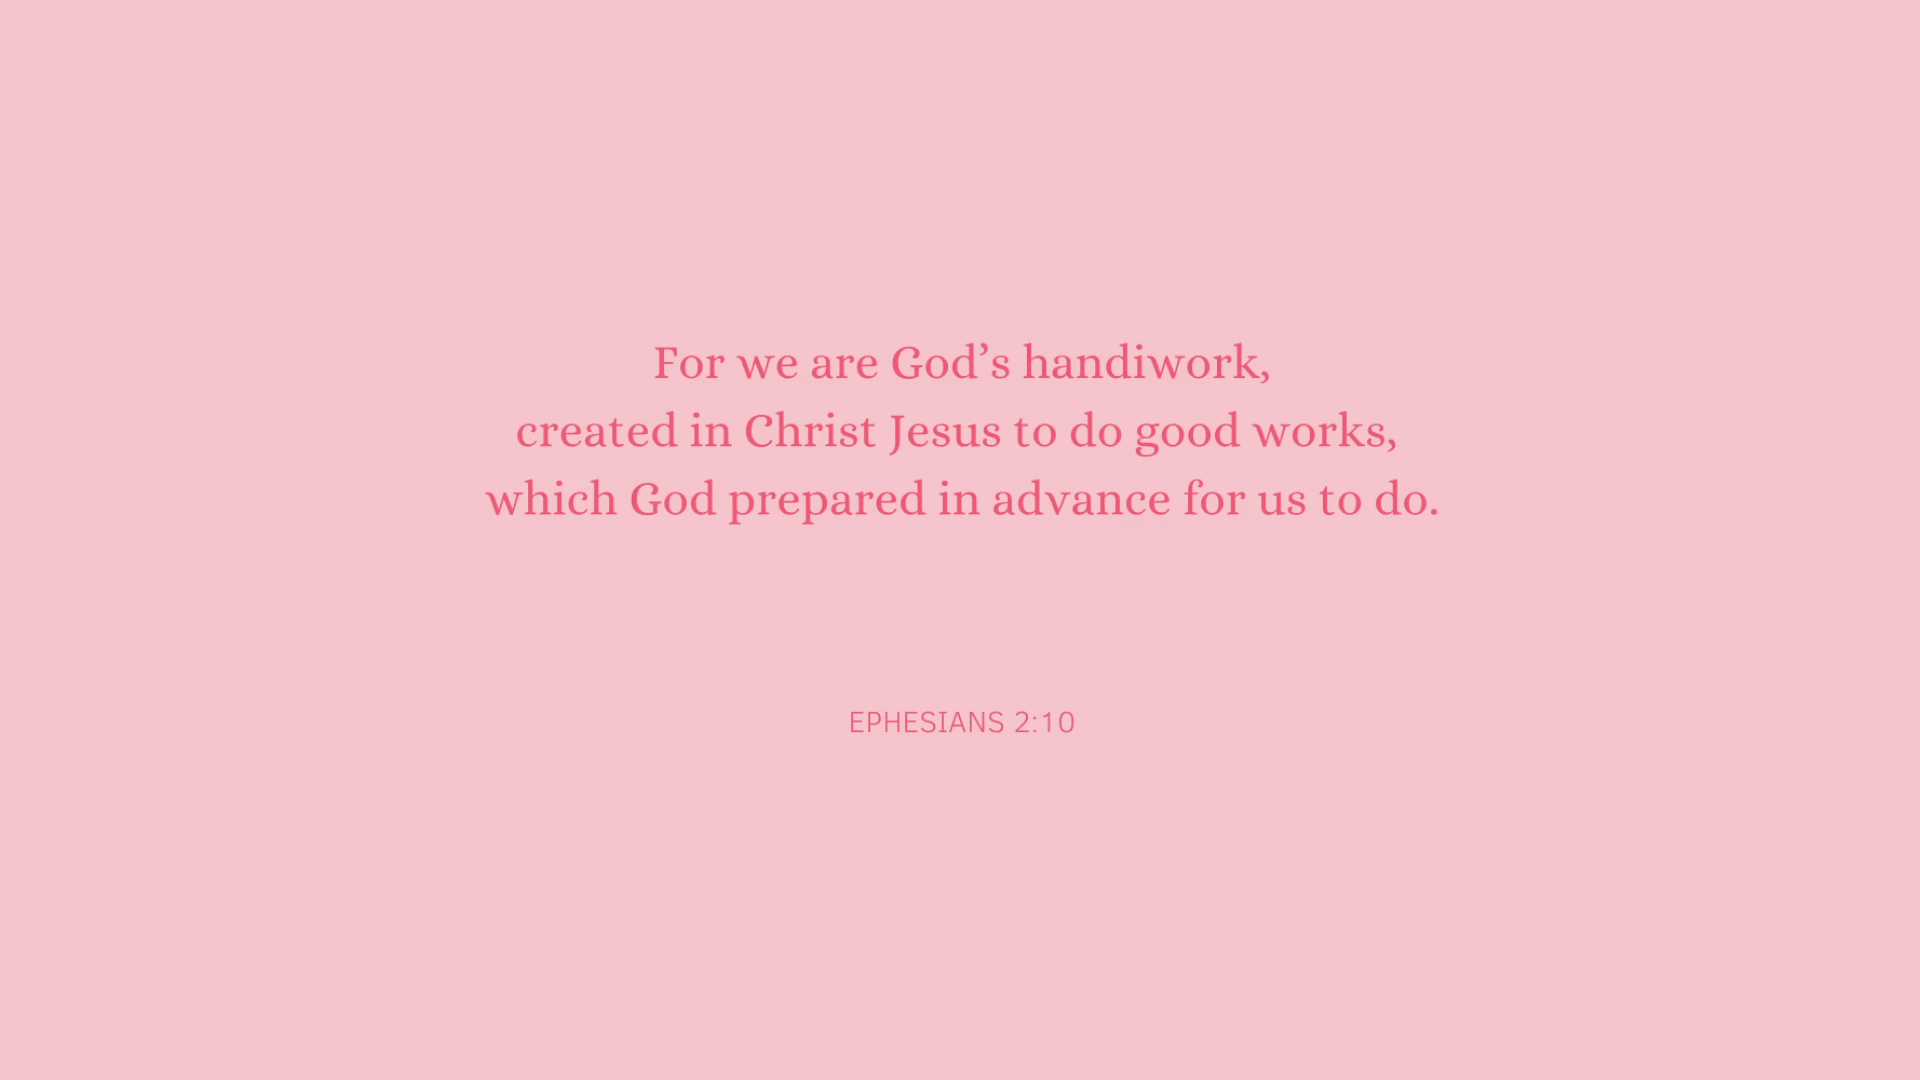 For we are God’s handiwork,
created in Christ Jesus to do good works,
which God prepared in advance for us to do.
EPHESIANS 2:10